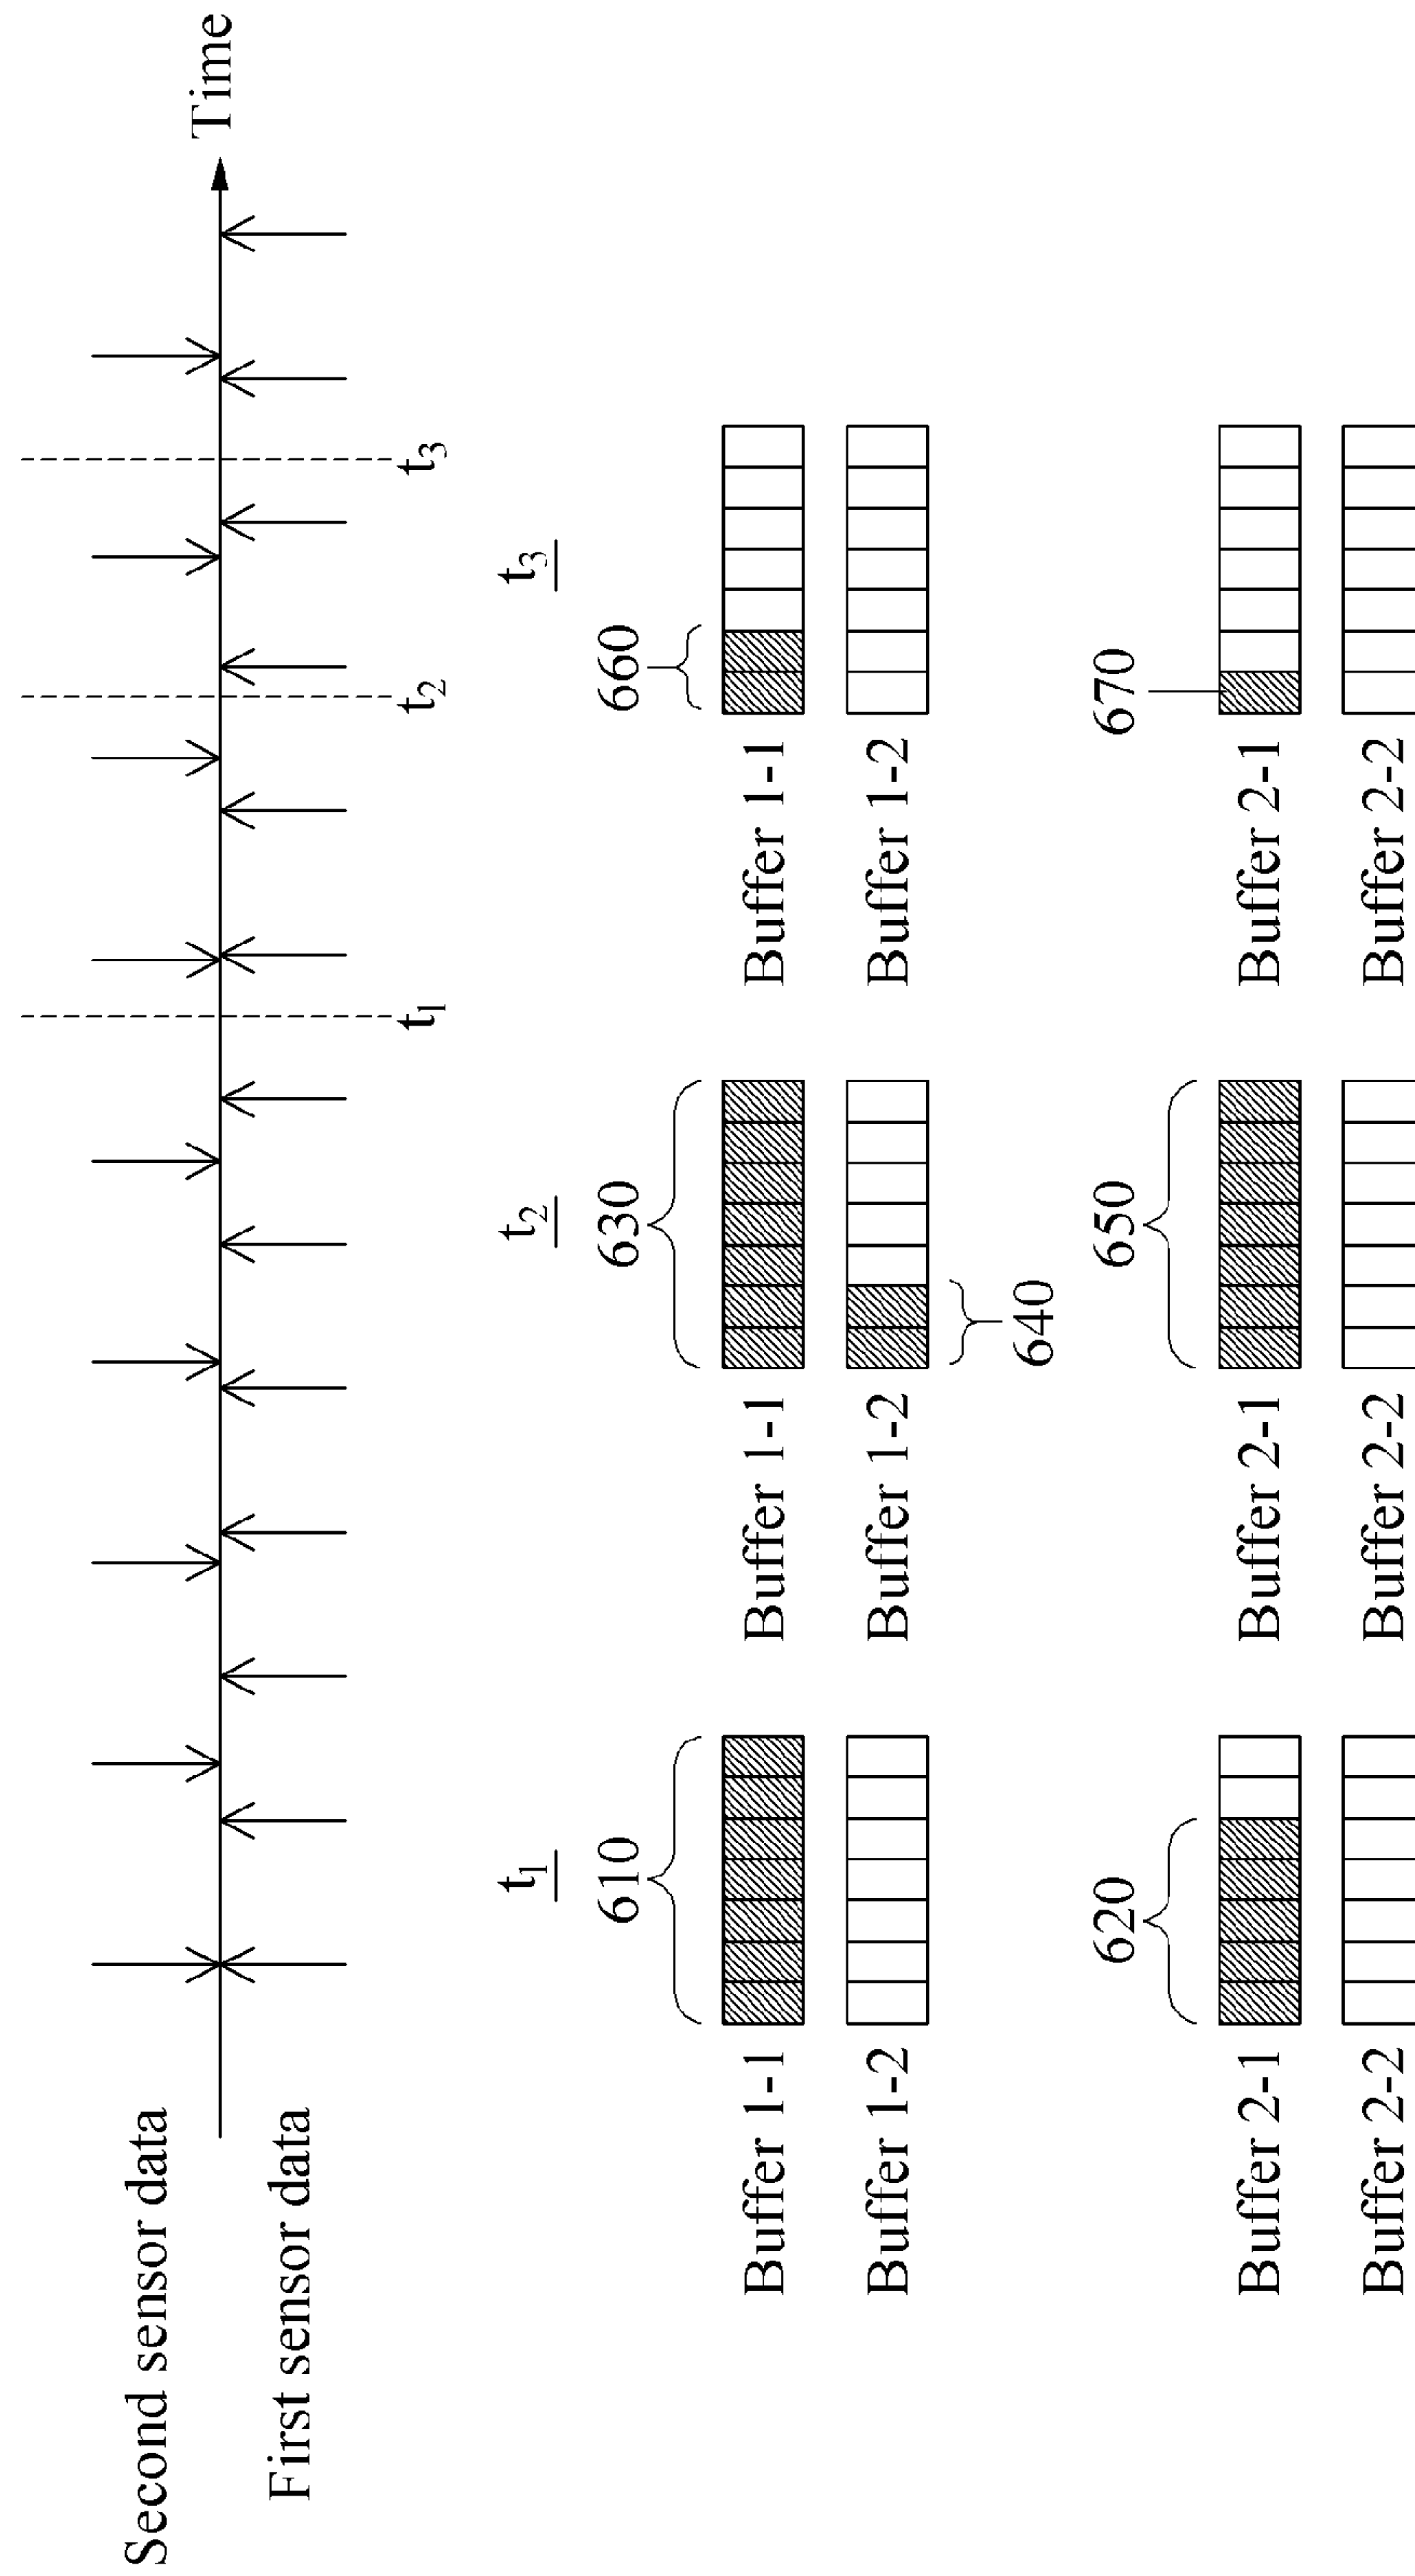 Second sensor data
Time
First sensor data
t1
t2
t3
t1
610
Buffer 1-1
Buffer 1-2
620
Buffer 2-1
Buffer 2-2
t2
630
Buffer 1-1
Buffer 1-2
640
650
Buffer 2-1
Buffer 2-2
t3
660
Buffer 1-1
Buffer 1-2
670
Buffer 2-1
Buffer 2-2